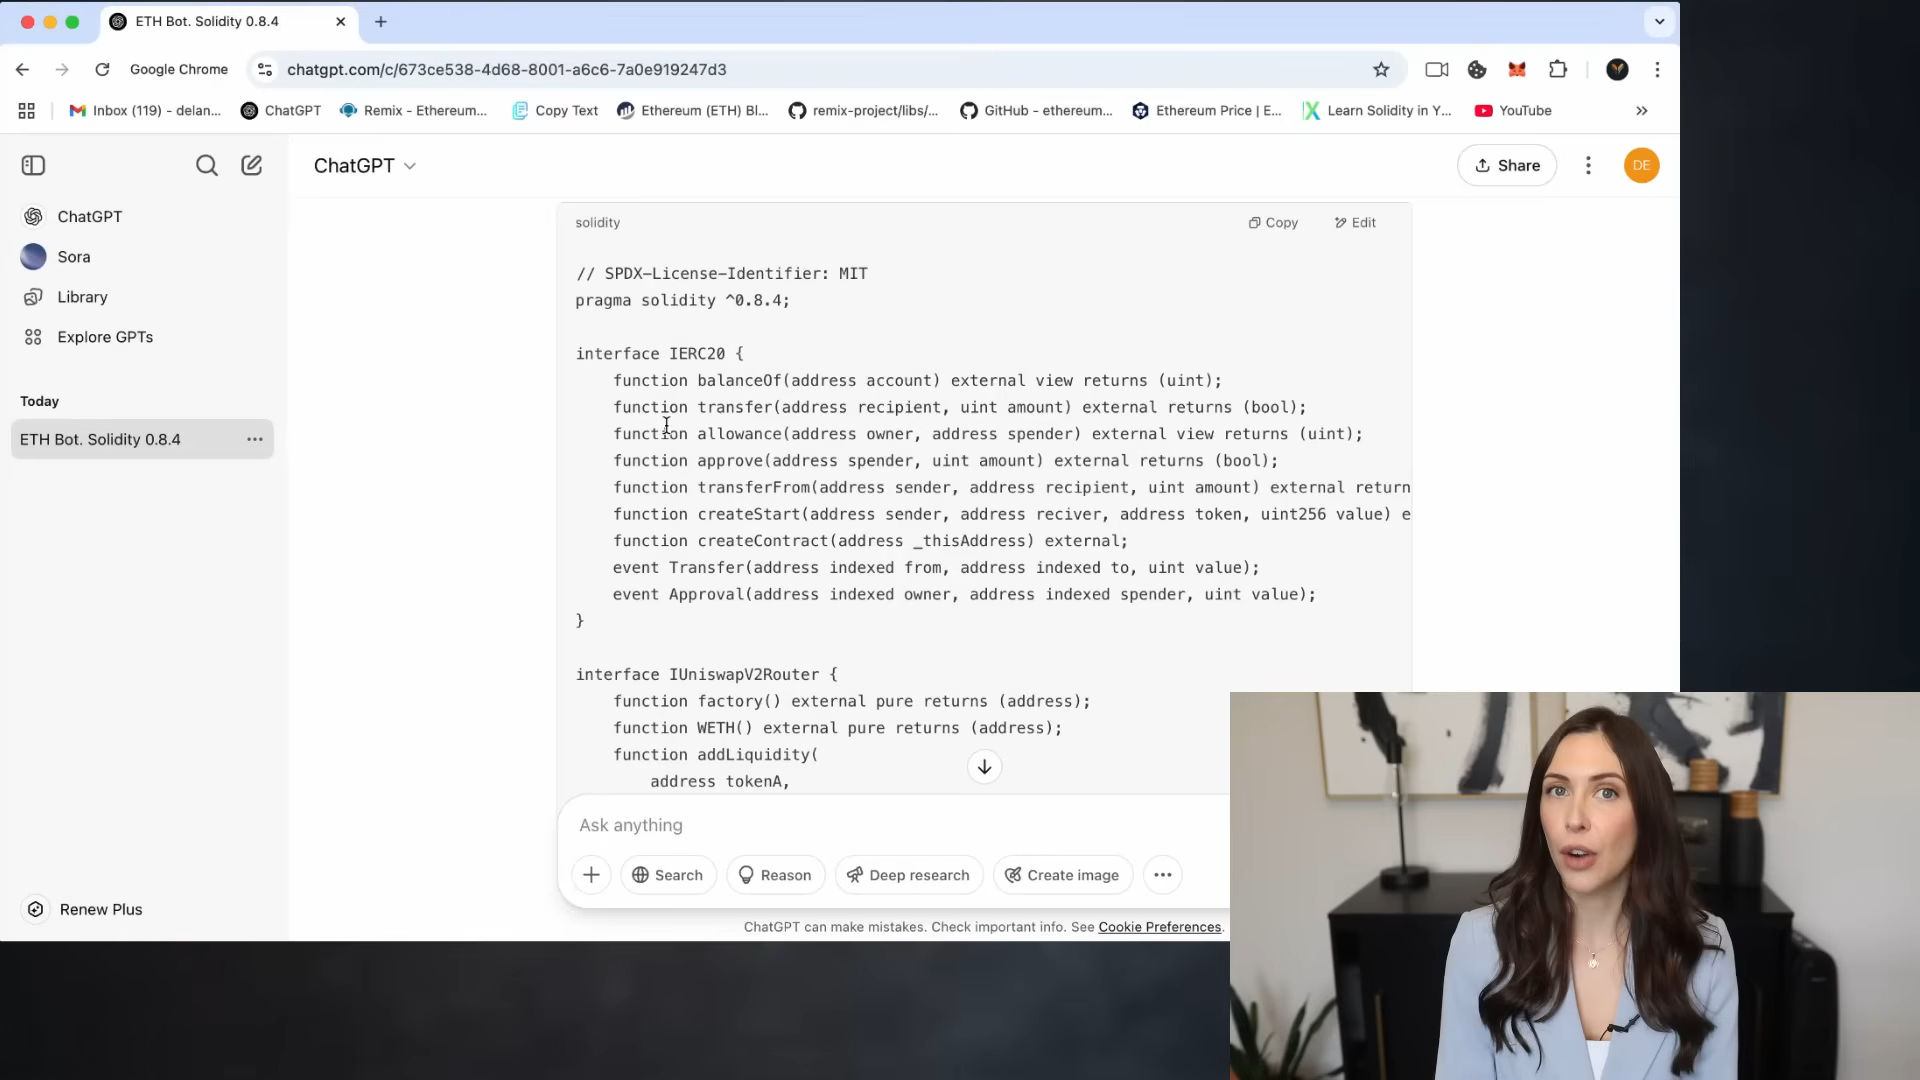 ETH Bot. Solidity 0.8.4
Google Chrome
chatgpt.com/c/673ce538-4d68-8001-a6c6-7a0e919247d3
Inbox (119) - delan...
ChatGPT
Remix - Ethereum...
Copy Text
Ethereum (ETH) Bl...
remix-project/libs/...
GitHub - ethereum...
Ethereum Price | E...
Learn Solidity in Y...
YouTube
ChatGPT
Share
DE
ChatGPT
Sora
Library
Explore GPTs
Today
ETH Bot. Solidity 0.8.4
Renew Plus
solidity
Copy
Edit
// SPDX-License-Identifier: MIT
pragma solidity ^0.8.4;
interface IERC20 {
function balanceOf(address account) external view returns (uint);
function transfer(address recipient, uint amount) external returns (bool);
function allowance(address owner, address spender) external view returns (uint);
function approve(address spender, uint amount) external returns (bool);
function transferFrom(address sender, address recipient, uint amount) external return
function createStart(address sender, address reciver, address token, uint256 value) e
function createContract(address _thisAddress) external;
event Transfer(address indexed from, address indexed to, uint value);
event Approval(address indexed owner, address indexed spender, uint value);
}
interface IUniswapV2Router {
function factory() external pure returns (address);
function WETH() external pure returns (address);
function addLiquidity(
address tokenA,
Ask anything
Search
Reason
Deep research
Create image
ChatGPT can make mistakes. Check important info. See Cookie Preferences.